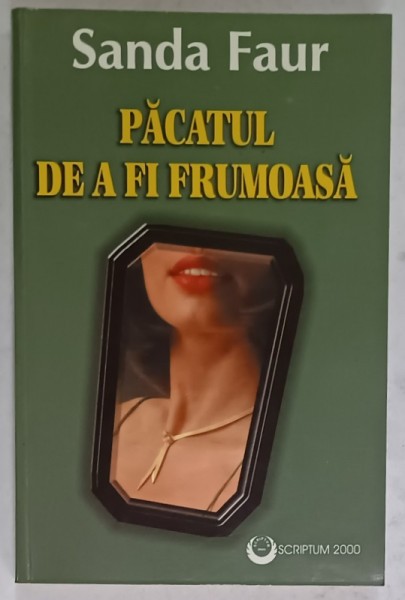 Sanda Faur
PĂCATUL
DE A FI FRUMOASĂ
SCRIPTUM 2000